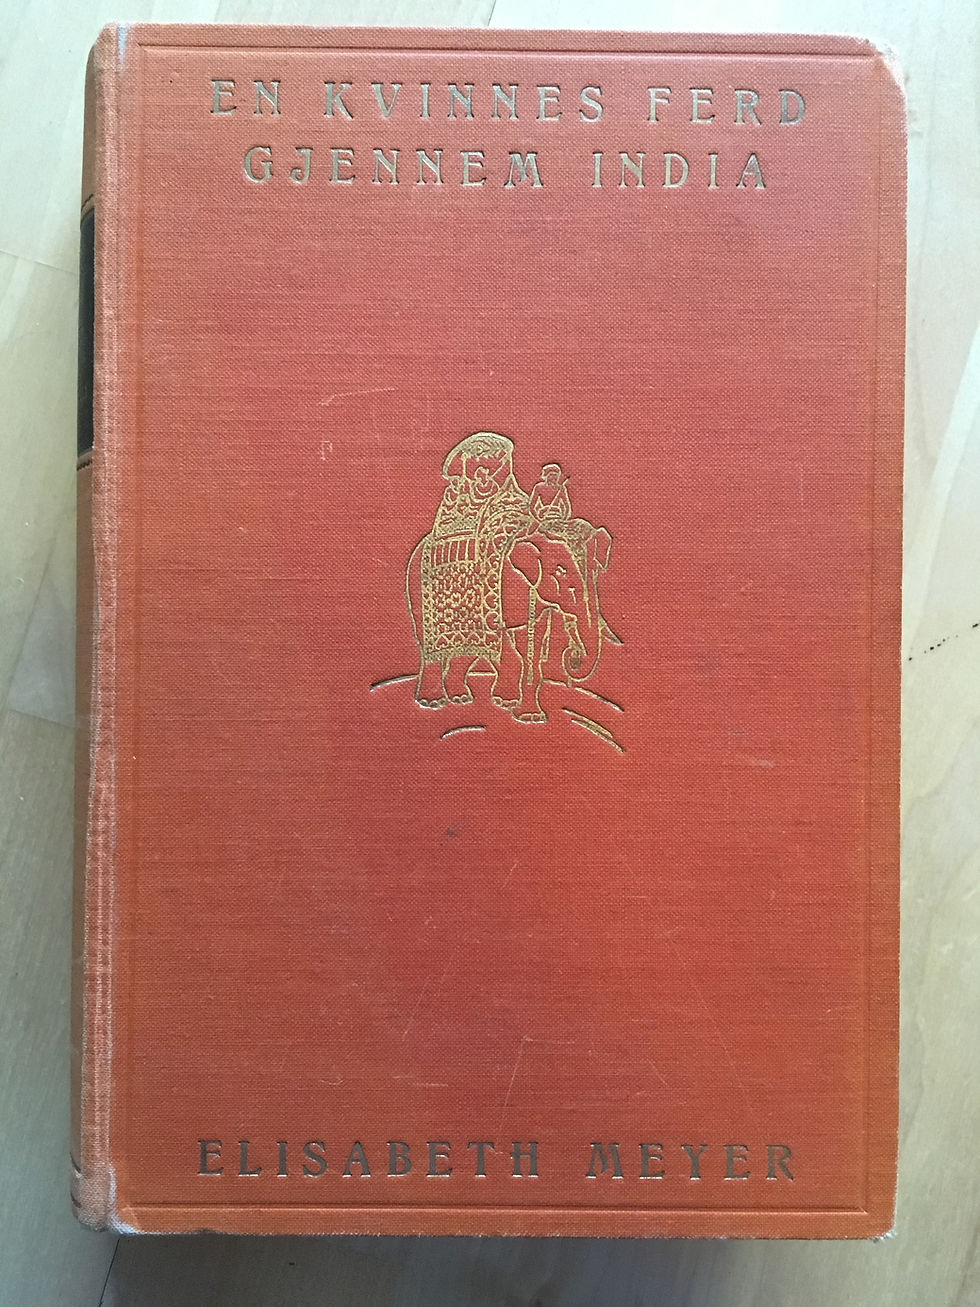 EN KVINNES FERD
GJENNEM INDIA
ELISABETH MEYER